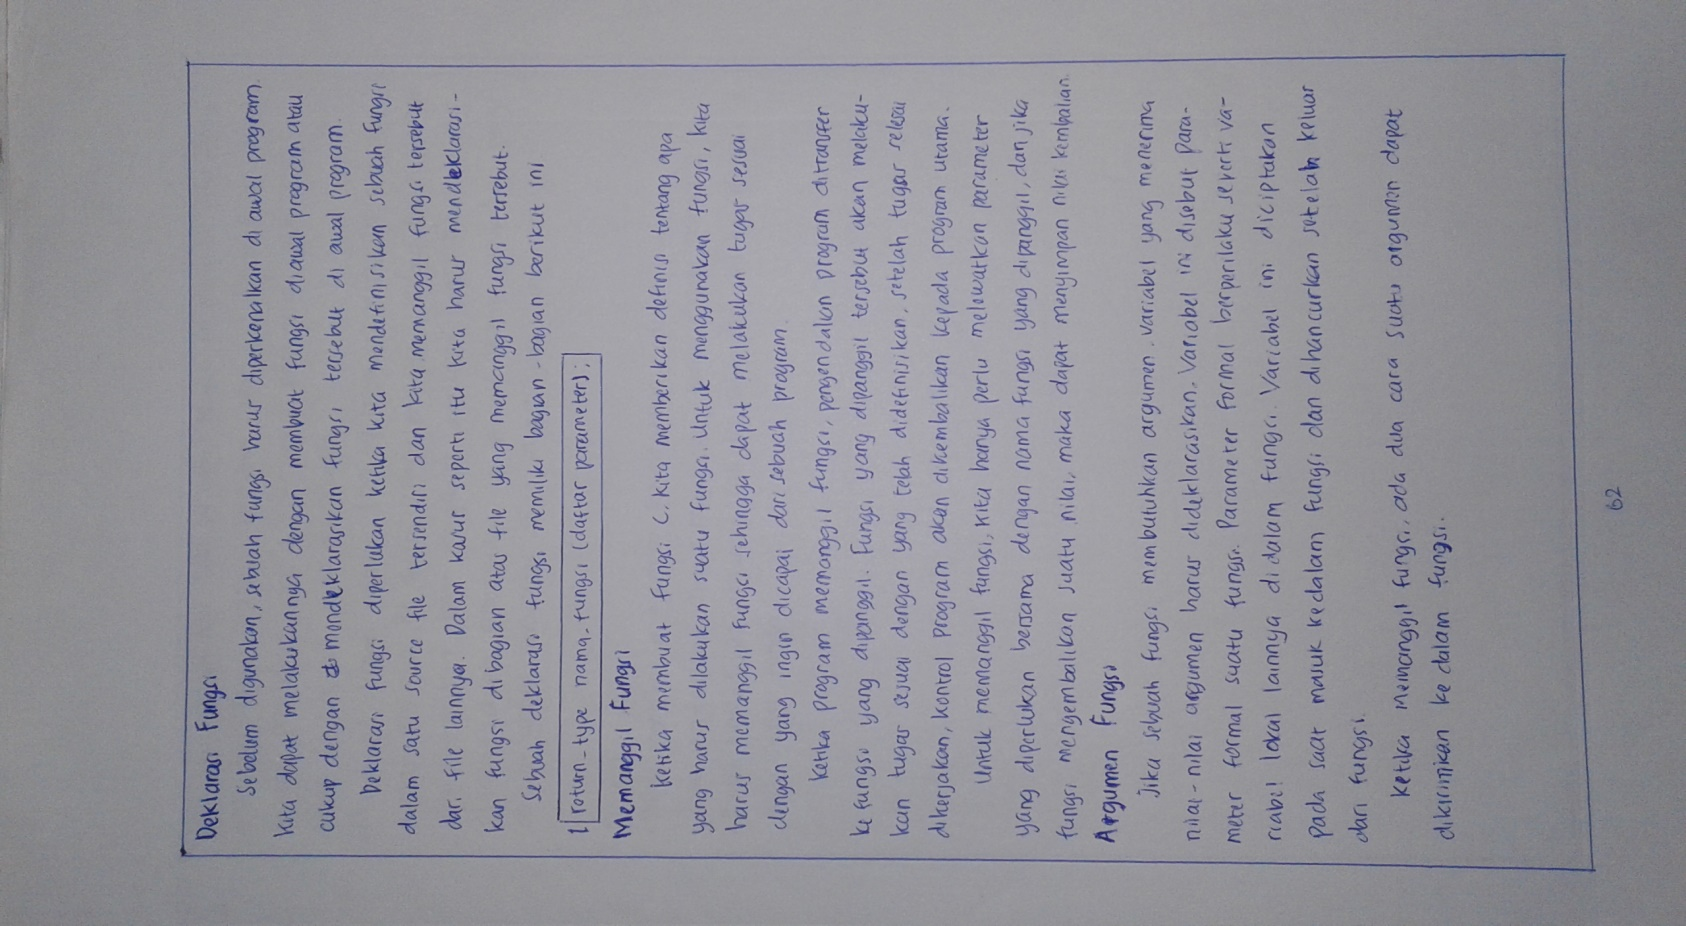 Deklarasi Fungsi
Sebelum digunakan, sebuah fungsi harus diperkenalkan di awal program.
Kita dapat melakukannya dengan membuat fungsi diawal program atau
cukup dengan mendeklarasikan fungsi tersebut di awal program.
Deklarasi fungsi diperlukan ketika kita mendefinisikan sebuah fungsi
dalam satu source file tersendiri dan kita memanggil fungsi tersebut
dari file lainnya. Dalam kasus seperti itu kita harus mendeklarasi-
kan fungsi dibagian atas file yang memanggil fungsi tersebut.
Sebuah deklarasi fungsi memiliki bagian-bagian berikut ini
return-type nama-fungsi (daftar parameter);
Memanggil Fungsi
Ketika membuat fungsi C, kita memberikan definisi tentang apa
yang harus dilakukan suatu fungsi. Untuk menggunakan fungsi, kita
harus memanggil fungsi sehingga dapat melakukan tugas sesuai
dengan yang ingin dicapai dari sebuah program.
Ketika program memanggil fungsi, pengendalian program ditransfer
ke fungsi yang dipanggil. Fungsi yang dipanggil tersebut akan melaku-
kan tugas sesuai dengan yang telah didefinisikan, setelah tugas selesai
dikerjakan, kontrol program akan dikembalikan kepada program utama.
Untuk memanggil fungsi, kita hanya perlu melewatkan parameter
yang diperlukan bersama dengan nama fungsi yang dipanggil, dan jika
fungsi mengembalikan suatu nilai, maka dapat menyimpan nilai kembalian.
Argumen Fungsi
Jika sebuah fungsi membutuhkan argumen, variabel yang menerima
nilai-nilai argumen harus dideklarasikan. Variabel ini disebut para-
meter formal suatu fungsi. Parameter formal berperilaku seperti va-
riabel lokal lainnya didalam fungsi. Variabel ini diciptakan
pada saat masuk kedalam fungsi dan dihancurkan setelah keluar
dari fungsi.
Ketika memanggil fungsi, ada dua cara suatu argumen dapat
dikirimkan ke dalam fungsi.
62